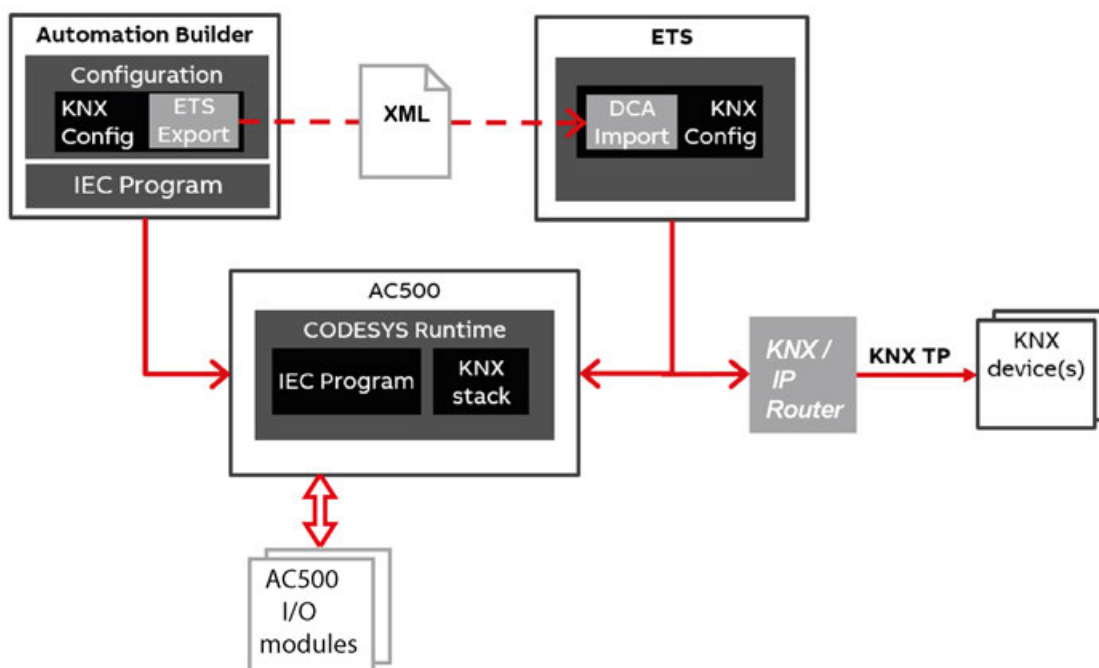 Automation Builder
Configuration
KNX
Config
ETS
Export
IEC Program
XML
ETS
DCA
Import
KNX
Config
AC500
CODESYS Runtime
IEC Program
KNX
stack
KNX /
IP
Router
KNX TP
KNX
device(s)
AC500
I/O
modules